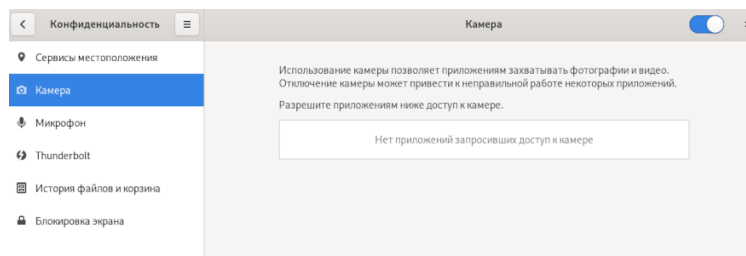 Конфиденциальность
Камера
Сервисы местоположения
Камера
Микрофон
Thunderbolt
История файлов и корзина
Блокировка экрана
Использование камеры позволяет приложениям захватывать фотографии и видео.
Отключение камеры может привести к неправильной работе некоторых приложений.
Разрешите приложениям ниже доступ к камере.
Нет приложений запросивших доступ к камере